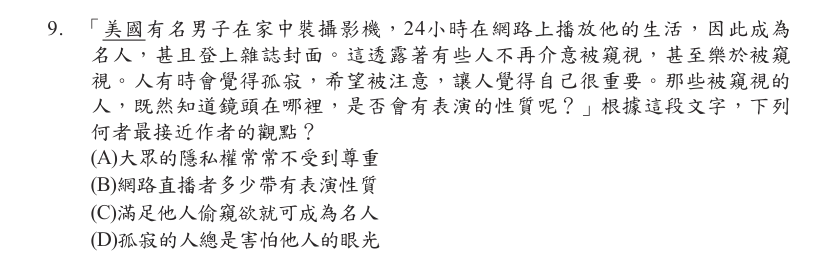 9. 「美國有名男子在家中裝攝影機，24小時在網路上播放他的生活，因此成為
名人，甚且登上雜誌封面。這透露著有些人不再介意被窺視，甚至樂於被窺
視。人有時會覺得孤寂，希望被注意，讓人覺得自己很重要。那些被窺視的
人，既然知道鏡頭在哪裡，是否會有表演的性質呢？」根據這段文字，下列
何者最接近作者的觀點？
(A)大眾的隱私權常常不受到尊重
(B)網路直播者多少帶有表演性質
(C)滿足他人偷窺欲就可成為名人
(D)孤寂的人總是害怕他人的眼光